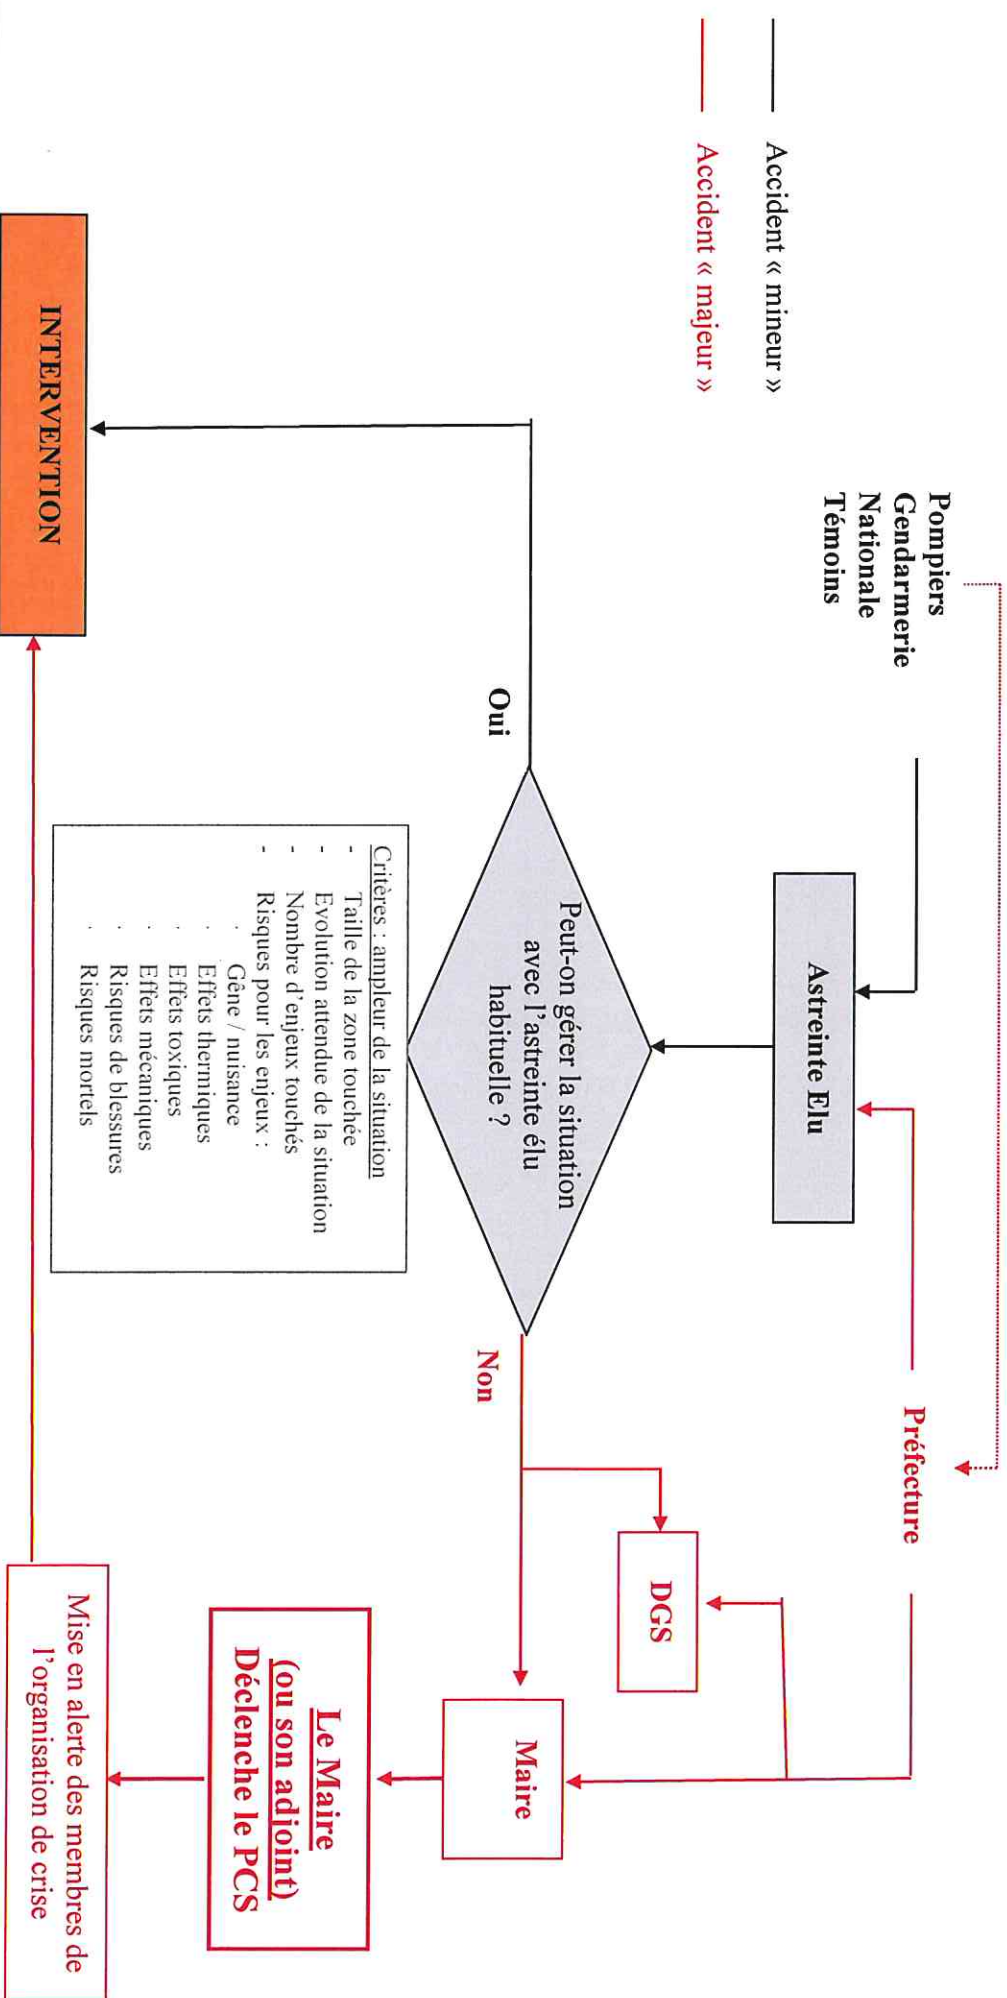 Accident « mineur »
Accident « majeur »
Pompiers
Gendarmerie
Nationale
Témoins
Préfecture
Astreinte Elu
DGS
Maire
Peut-on gérer la situation
avec l'astreinte élu
habituelle ?
Oui
Non
Critères : ampleur de la situation
- Taille de la zone touchée
- Evolution attendue de la situation
- Nombre d'enjeux touchés
- Risques pour les enjeux :
· Gêne / nuisance
· Effets thermiques
· Effets toxiques
· Effets mécaniques
· Risques de blessures
· Risques mortels
Le Maire
(ou son adjoint)
Déclenche le PCS
INTERVENTION
Mise en alerte des membres de
l'organisation de crise